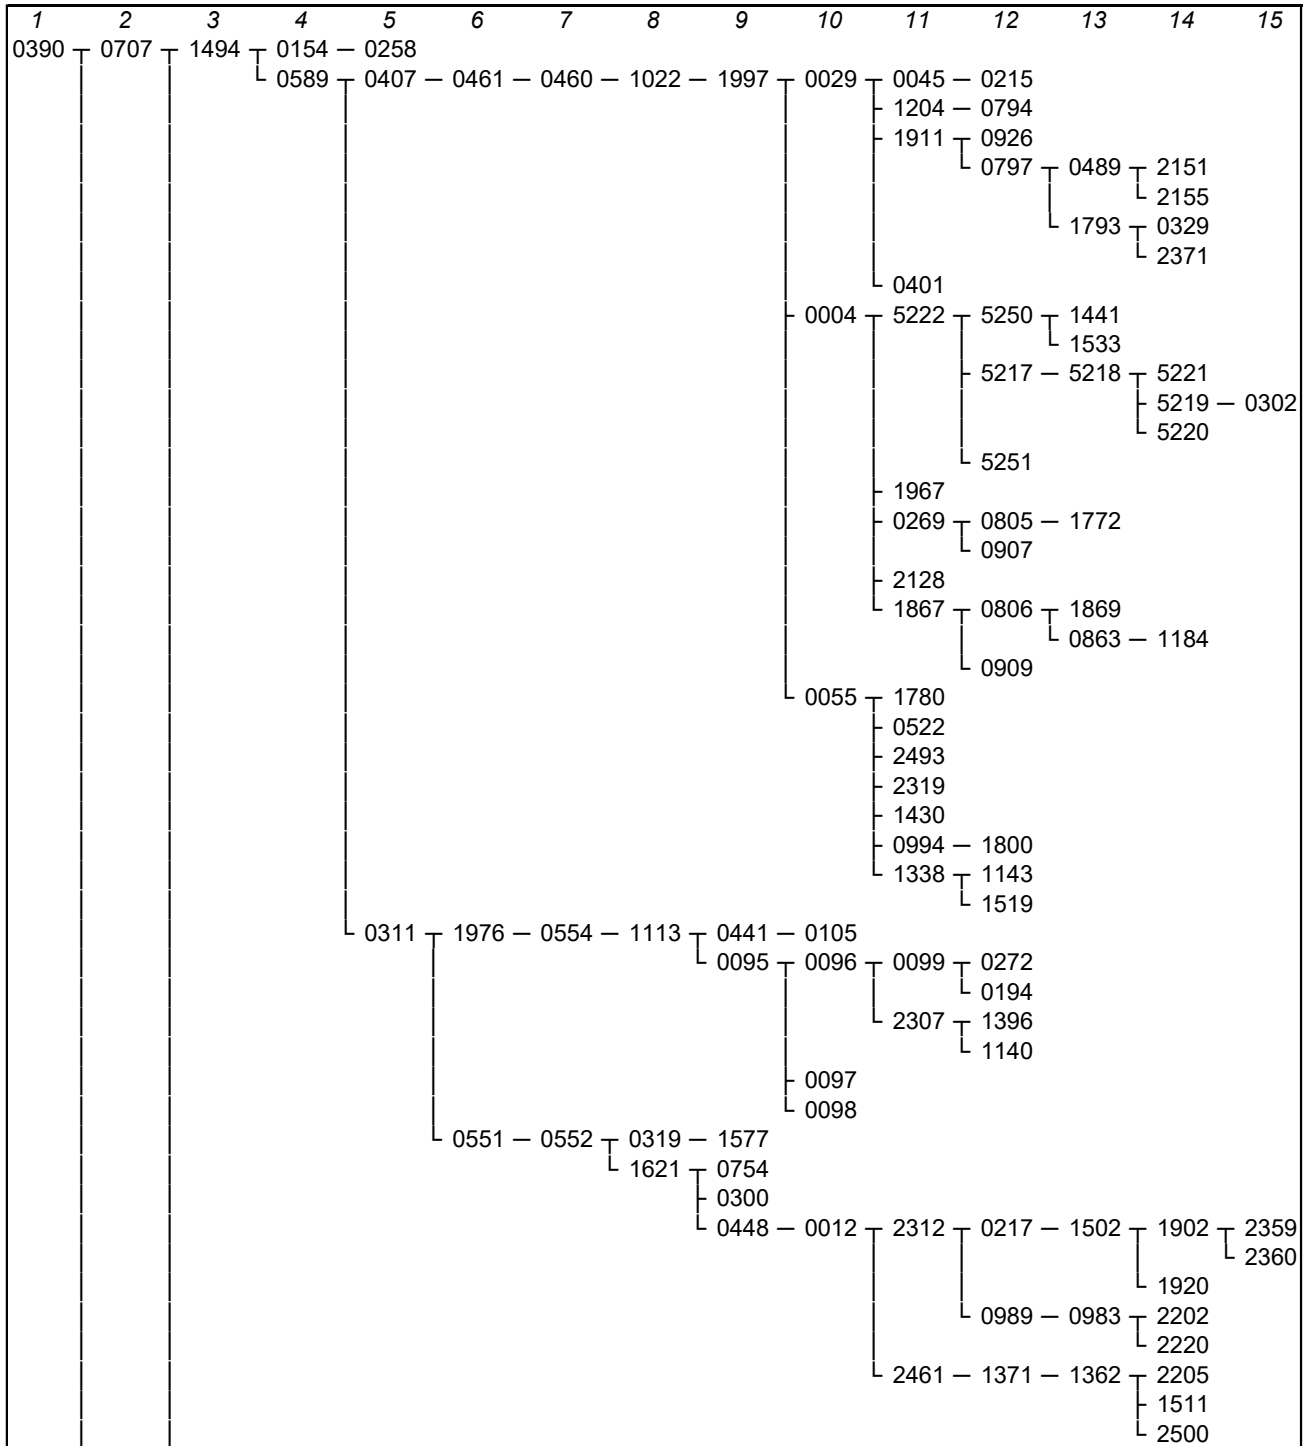 1 2 3 4 5 6 7 8 9 10 11 12 13 14 15
0390 ┬ 0707 ┬ 1494 ┬ 0154 ─ 0258
└ 0589 ┬ 0407 ─ 0461 ─ 0460 ─ 1022 ─ 1997 ┬ 0029 ┬ 0045 ─ 0215
├ 1204 ─ 0794
├ 1911 ┬ 0926
└ 0797 ┬ 0489 ┬ 2151
└ 2155
└ 1793 ┬ 0329
└ 2371
└ 0401
├ 0004 ┬ 5222 ┬ 5250 ┬ 1441
└ 1533
├ 5217 ─ 5218 ┬ 5221
├ 5219 ─ 0302
└ 5220
└ 5251
├ 1967
├ 0269 ┬ 0805 ─ 1772
└ 0907
├ 2128
└ 1867 ┬ 0806 ┬ 1869
└ 0863 ─ 1184
└ 0909
└ 0055 ┬ 1780
├ 0522
├ 2493
├ 2319
├ 1430
├ 0994 ─ 1800
└ 1338 ┬ 1143
└ 1519
└ 0311 ┬ 1976 ─ 0554 ─ 1113 ┬ 0441 ─ 0105
└ 0095 ┬ 0096 ┬ 0099 ┬ 0272
└ 0194
└ 2307 ┬ 1396
└ 1140
├ 0097
└ 0098
└ 0551 ─ 0552 ┬ 0319 ─ 1577
└ 1621 ┬ 0754
├ 0300
└ 0448 ─ 0012 ┬ 2312 ┬ 0217 ─ 1502 ┬ 1902 ┬ 2359
└ 2360
└ 1920
└ 0989 ─ 0983 ┬ 2202
└ 2220
└ 2461 ─ 1371 ─ 1362 ┬ 2205
├ 1511
└ 2500